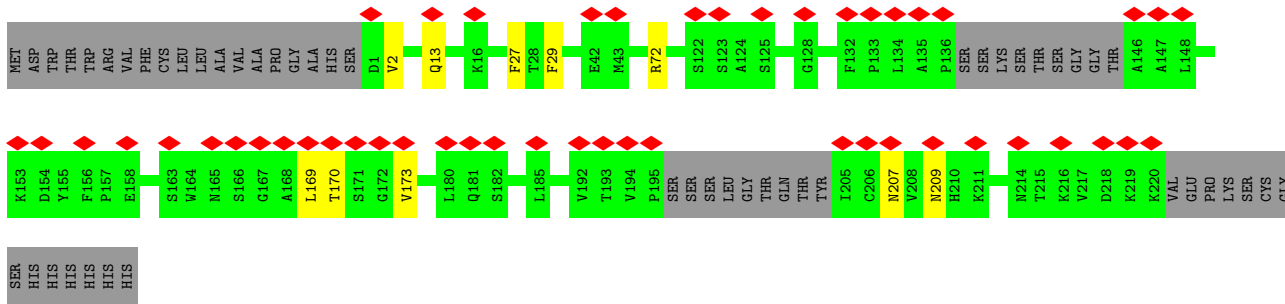 MET ASP TRP THR TRP ARG VAL PHE CYS LEU LEU ALA VAL ALA PRO GLY ALA HIS SER D1 V2 Q13 K16 F27 T28 F29 E42 M43 R72 S122 S123 A124 S125 G128 F132 P133 L134 A135 P136 SER SER LYS SER THR SER GLY GLY THR A146 A147 L148
K153 D154 Y155 F156 P157 E158 S163 W164 N165 S166 G167 A168 L169 T170 S171 G172 V173 L180 Q181 S182 L185 V192 T193 V194 P195 SER SER SER LEU GLY THR GLN THR TYR I205 C206 N207 V208 N209 H210 K211 N214 T215 K216 V217 D218 K219 K220 VAL GLU PRO LYS SER CYS GLY
SER HIS HIS HIS HIS HIS HIS